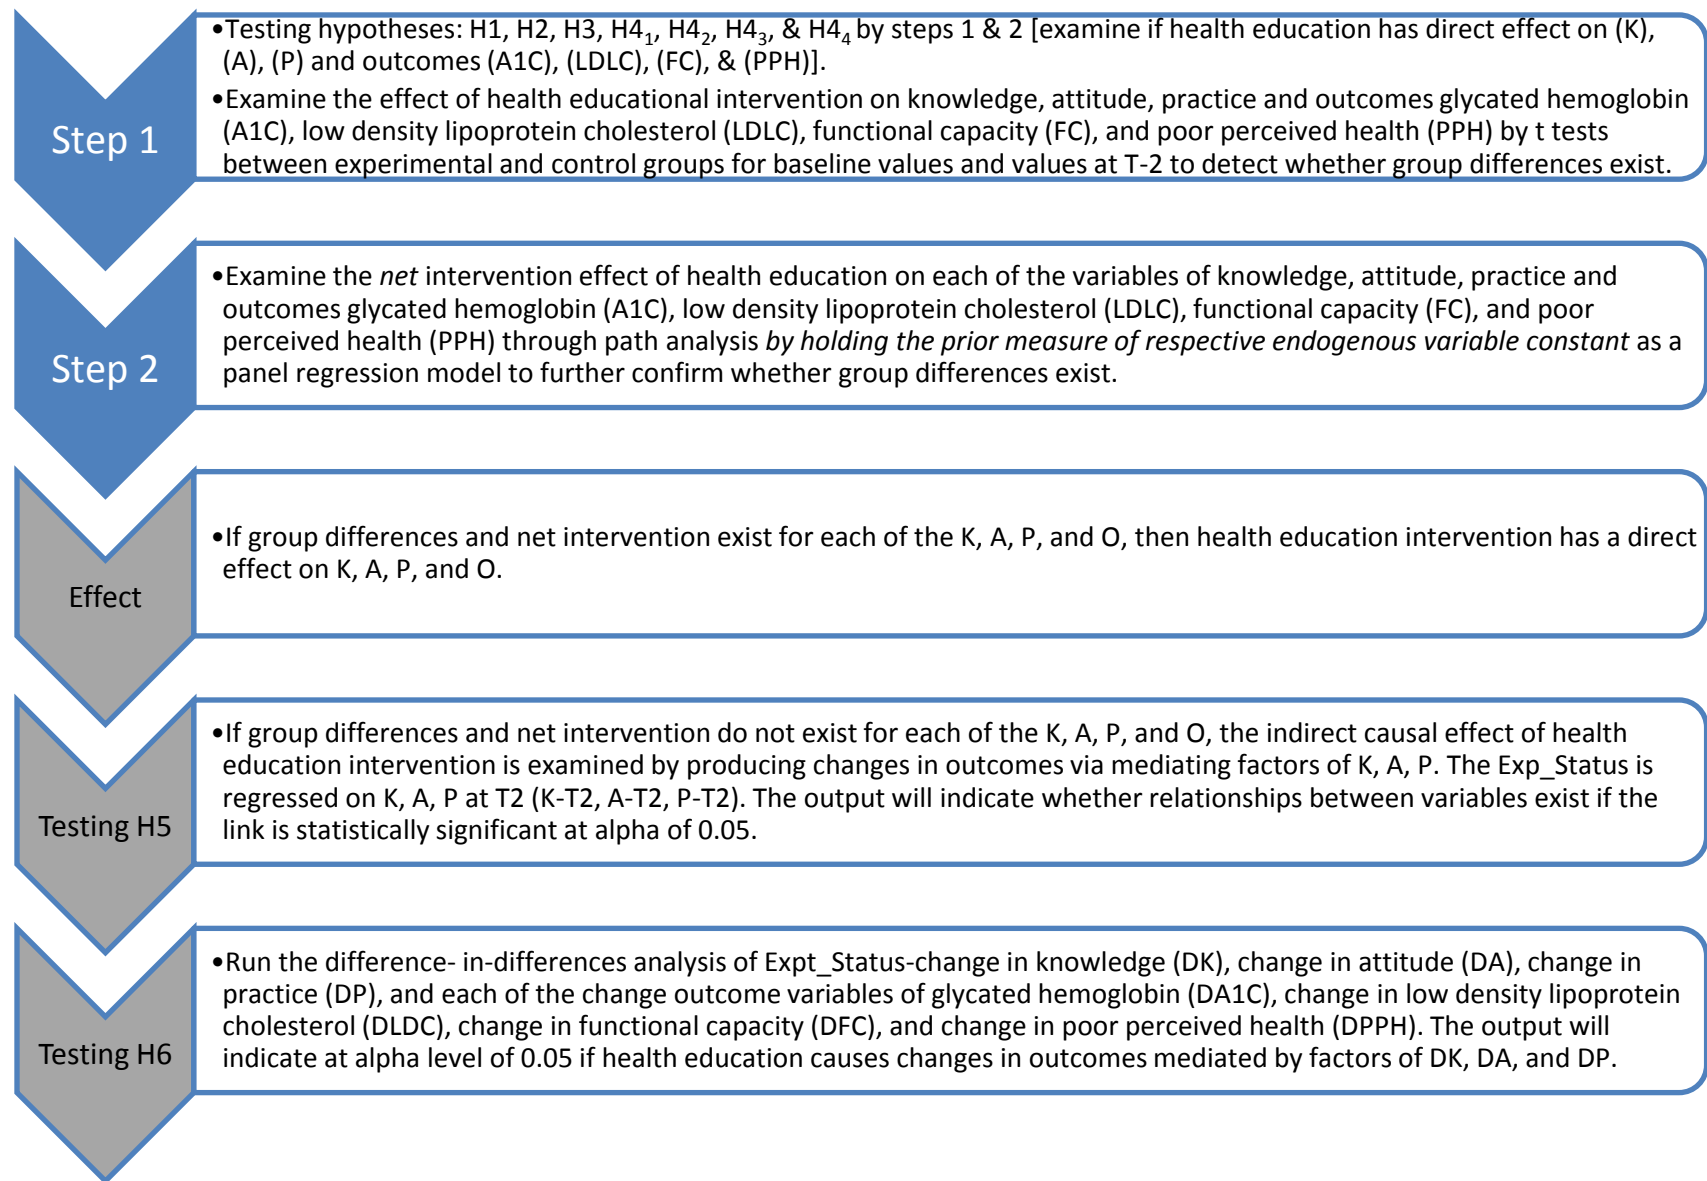 Step 1
•Testing hypotheses: H1, H2, H3, H4₁, H4₂, H4₃, & H4₄ by steps 1 & 2 [examine if health education has direct effect on (K),
(A), (P) and outcomes (A1C), (LDLC), (FC), & (PPH)].
•Examine the effect of health educational intervention on knowledge, attitude, practice and outcomes glycated hemoglobin
(A1C), low density lipoprotein cholesterol (LDLC), functional capacity (FC), and poor perceived health (PPH) by t tests
between experimental and control groups for baseline values and values at T-2 to detect whether group differences exist.
Step 2
•Examine the net intervention effect of health education on each of the variables of knowledge, attitude, practice and
outcomes glycated hemoglobin (A1C), low density lipoprotein cholesterol (LDLC), functional capacity (FC), and poor
perceived health (PPH) through path analysis by holding the prior measure of respective endogenous variable constant as a
panel regression model to further confirm whether group differences exist.
Effect
•If group differences and net intervention exist for each of the K, A, P, and O, then health education intervention has a direct
effect on K, A, P, and O.
Testing H5
•If group differences and net intervention do not exist for each of the K, A, P, and O, the indirect causal effect of health
education intervention is examined by producing changes in outcomes via mediating factors of K, A, P. The Exp_Status is
regressed on K, A, P at T2 (K-T2, A-T2, P-T2). The output will indicate whether relationships between variables exist if the
link is statistically significant at alpha of 0.05.
Testing H6
•Run the difference- in-differences analysis of Expt_Status-change in knowledge (DK), change in attitude (DA), change in
practice (DP), and each of the change outcome variables of glycated hemoglobin (DA1C), change in low density lipoprotein
cholesterol (DLDC), change in functional capacity (DFC), and change in poor perceived health (DPPH). The output will
indicate at alpha level of 0.05 if health education causes changes in outcomes mediated by factors of DK, DA, and DP.